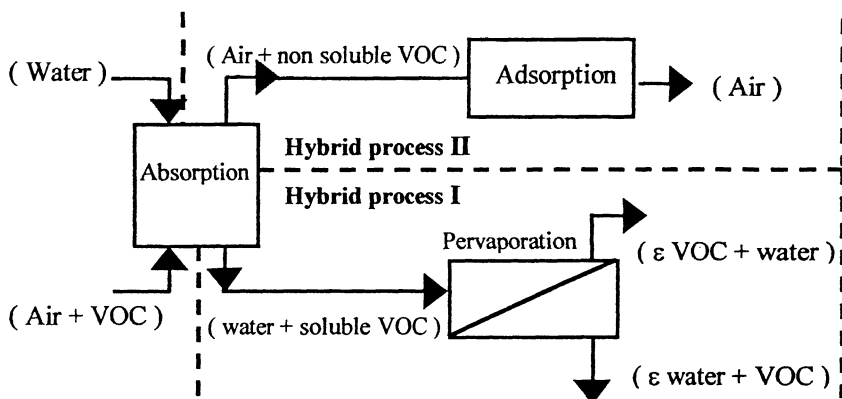 ( Water )
( Air + non soluble VOC)
Adsorption
( Air )
Absorption
Hybrid process II
Hybrid process I
Pervaporation
( ε VOC + water)
( Air + VOC )
( water + soluble VOC )
( ε water + VOC )